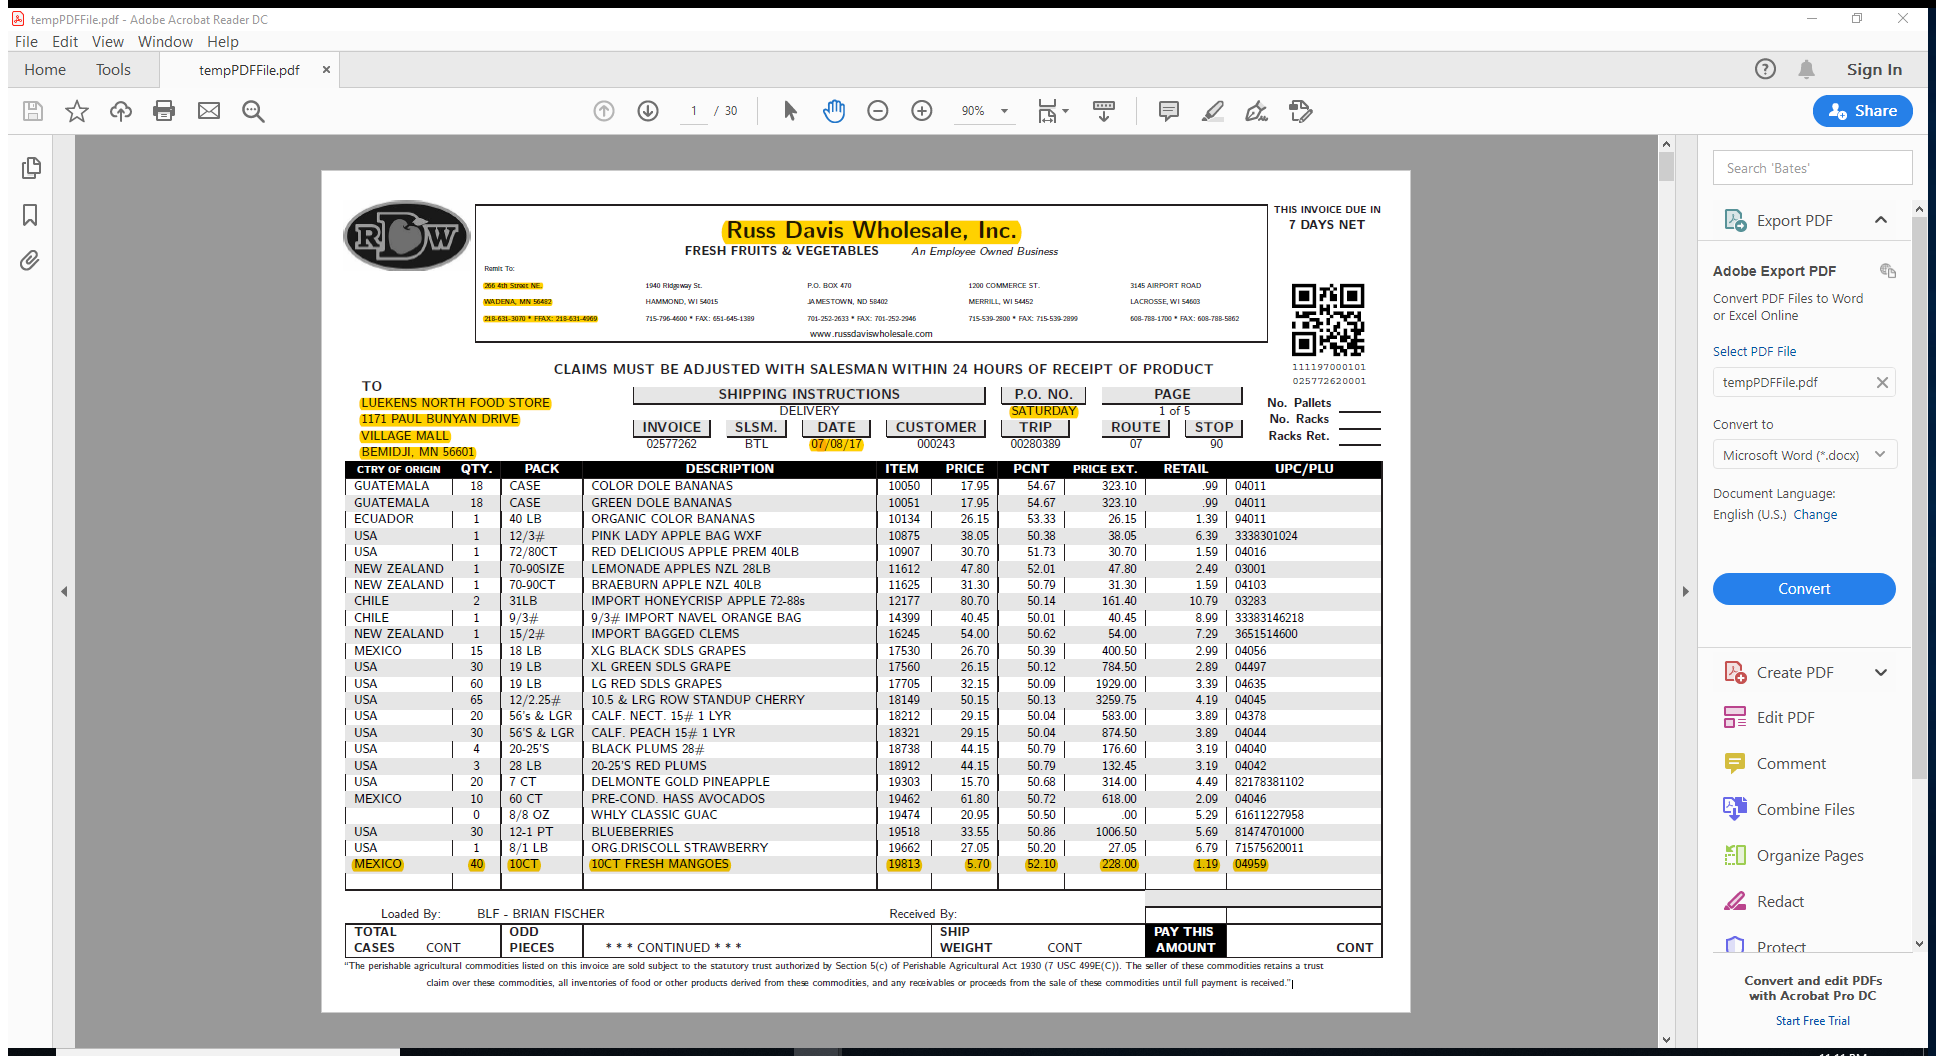 tempPDFFile.pdf - Adobe Acrobat Reader DC
File Edit View Window Help
Home Tools tempPDFFile.pdf × Sign In
1 / 30 90% Share
Search 'Bates'
Export PDF
Adobe Export PDF
Convert PDF Files to Word
or Excel Online
Select PDF File
tempPDFFile.pdf
Convert to
Microsoft Word (*.docx)
Document Language:
English (U.S.) Change
Convert
Create PDF
Edit PDF
Comment
Combine Files
Organize Pages
Redact
Protect
Convert and edit PDFs
with Acrobat Pro DC
Start Free Trial
RDW
Russ Davis Wholesale, Inc.
FRESH FRUITS & VEGETABLES An Employee Owned Business
THIS INVOICE DUE IN
7 DAYS NET
Remit To:
266 4th Street NE. 1940 Ridgeway St. P.O. BOX 470 1200 COMMERCE ST. 3145 AIRPORT ROAD
WADENA, MN 56482 HAMMOND, WI 54015 JAMESTOWN, ND 58402 MERRILL, WI 54452 LACROSSE, WI 54603
218-631-3070 * FFAX: 218-631-4969 715-796-4600 * FAX: 651-645-1389 701-252-2633 * FAX: 701-252-2946 715-539-2800 * FAX: 715-539-2899 608-788-1700 * FAX: 608-788-5862
www.russdaviswholesale.com
111197000101
025772620001
CLAIMS MUST BE ADJUSTED WITH SALESMAN WITHIN 24 HOURS OF RECEIPT OF PRODUCT
TO
LUEKENS NORTH FOOD STORE
1171 PAUL BUNYAN DRIVE
VILLAGE MALL
BEMIDJI, MN 56601
SHIPPING INSTRUCTIONS P.O. NO. PAGE
DELIVERY SATURDAY 1 of 5
INVOICE SLSM. DATE CUSTOMER TRIP ROUTE STOP
02577262 BTL 07/08/17 000243 00280389 07 90
No. Pallets
No. Racks
Racks Ret.
CTRY OF ORIGIN QTY. PACK DESCRIPTION ITEM PRICE PCNT PRICE EXT. RETAIL UPC/PLU
GUATEMALA 18 CASE COLOR DOLE BANANAS 10050 17.95 54.67 323.10 .99 04011
GUATEMALA 18 CASE GREEN DOLE BANANAS 10051 17.95 54.67 323.10 .99 04011
ECUADOR 1 40 LB ORGANIC COLOR BANANAS 10134 26.15 53.33 26.15 1.39 94011
USA 1 12/3# PINK LADY APPLE BAG WXF 10875 38.05 50.38 38.05 6.39 3338301024
USA 1 72/80CT RED DELICIOUS APPLE PREM 40LB 10907 30.70 51.73 30.70 1.59 04016
NEW ZEALAND 1 70-90SIZE LEMONADE APPLES NZL 28LB 11612 47.80 52.01 47.80 2.49 03001
NEW ZEALAND 1 70-90CT BRAEBURN APPLE NZL 40LB 11625 31.30 50.79 31.30 1.59 04103
CHILE 2 31LB IMPORT HONEYCRISP APPLE 72-88s 12177 80.70 50.14 161.40 10.79 03283
CHILE 1 9/3# 9/3# IMPORT NAVEL ORANGE BAG 14399 40.45 50.01 40.45 8.99 33383146218
NEW ZEALAND 1 15/2# IMPORT BAGGED CLEMS 16245 54.00 50.62 54.00 7.29 3651514600
MEXICO 15 18 LB XLG BLACK SDLS GRAPES 17530 26.70 50.39 400.50 2.99 04056
USA 30 19 LB XL GREEN SDLS GRAPE 17560 26.15 50.12 784.50 2.89 04497
USA 60 19 LB LG RED SDLS GRAPES 17705 32.15 50.09 1929.00 3.39 04635
USA 65 12/2.25# 10.5 & LRG ROW STANDUP CHERRY 18149 50.15 50.13 3259.75 4.19 04045
USA 20 56's & LGR CALF. NECT. 15# 1 LYR 18212 29.15 50.04 583.00 3.89 04378
USA 30 56'S & LGR CALF. PEACH 15# 1 LYR 18321 29.15 50.04 874.50 3.89 04044
USA 4 20-25'S BLACK PLUMS 28# 18738 44.15 50.79 176.60 3.19 04040
USA 3 28 LB 20-25'S RED PLUMS 18912 44.15 50.79 132.45 3.19 04042
USA 20 7 CT DELMONTE GOLD PINEAPPLE 19303 15.70 50.68 314.00 4.49 82178381102
MEXICO 10 60 CT PRE-COND. HASS AVOCADOS 19462 61.80 50.72 618.00 2.09 04046
0 8/8 OZ WHLY CLASSIC GUAC 19474 20.95 50.50 .00 5.29 61611227958
USA 30 12-1 PT BLUEBERRIES 19518 33.55 50.86 1006.50 5.69 81474701000
USA 1 8/1 LB ORG.DRISCOLL STRAWBERRY 19662 27.05 50.20 27.05 6.79 71575620011
MEXICO 40 10CT 10CT FRESH MANGOES 19813 5.70 52.10 228.00 1.19 04959
Loaded By: BLF - BRIAN FISCHER Received By:
TOTAL ODD SHIP PAY THIS
CASES CONT PIECES * * * CONTINUED * * * WEIGHT CONT AMOUNT CONT
"The perishable agricultural commodities listed on this invoice are sold subject to the statutory trust authorized by Section 5(c) of Perishable Agricultural Act 1930 (7 USC 499E(C)). The seller of these commodities retains a trust
claim over these commodities, all inventories of food or other products derived from these commodities, and any receivables or proceeds from the sale of these commodities until full payment is received."